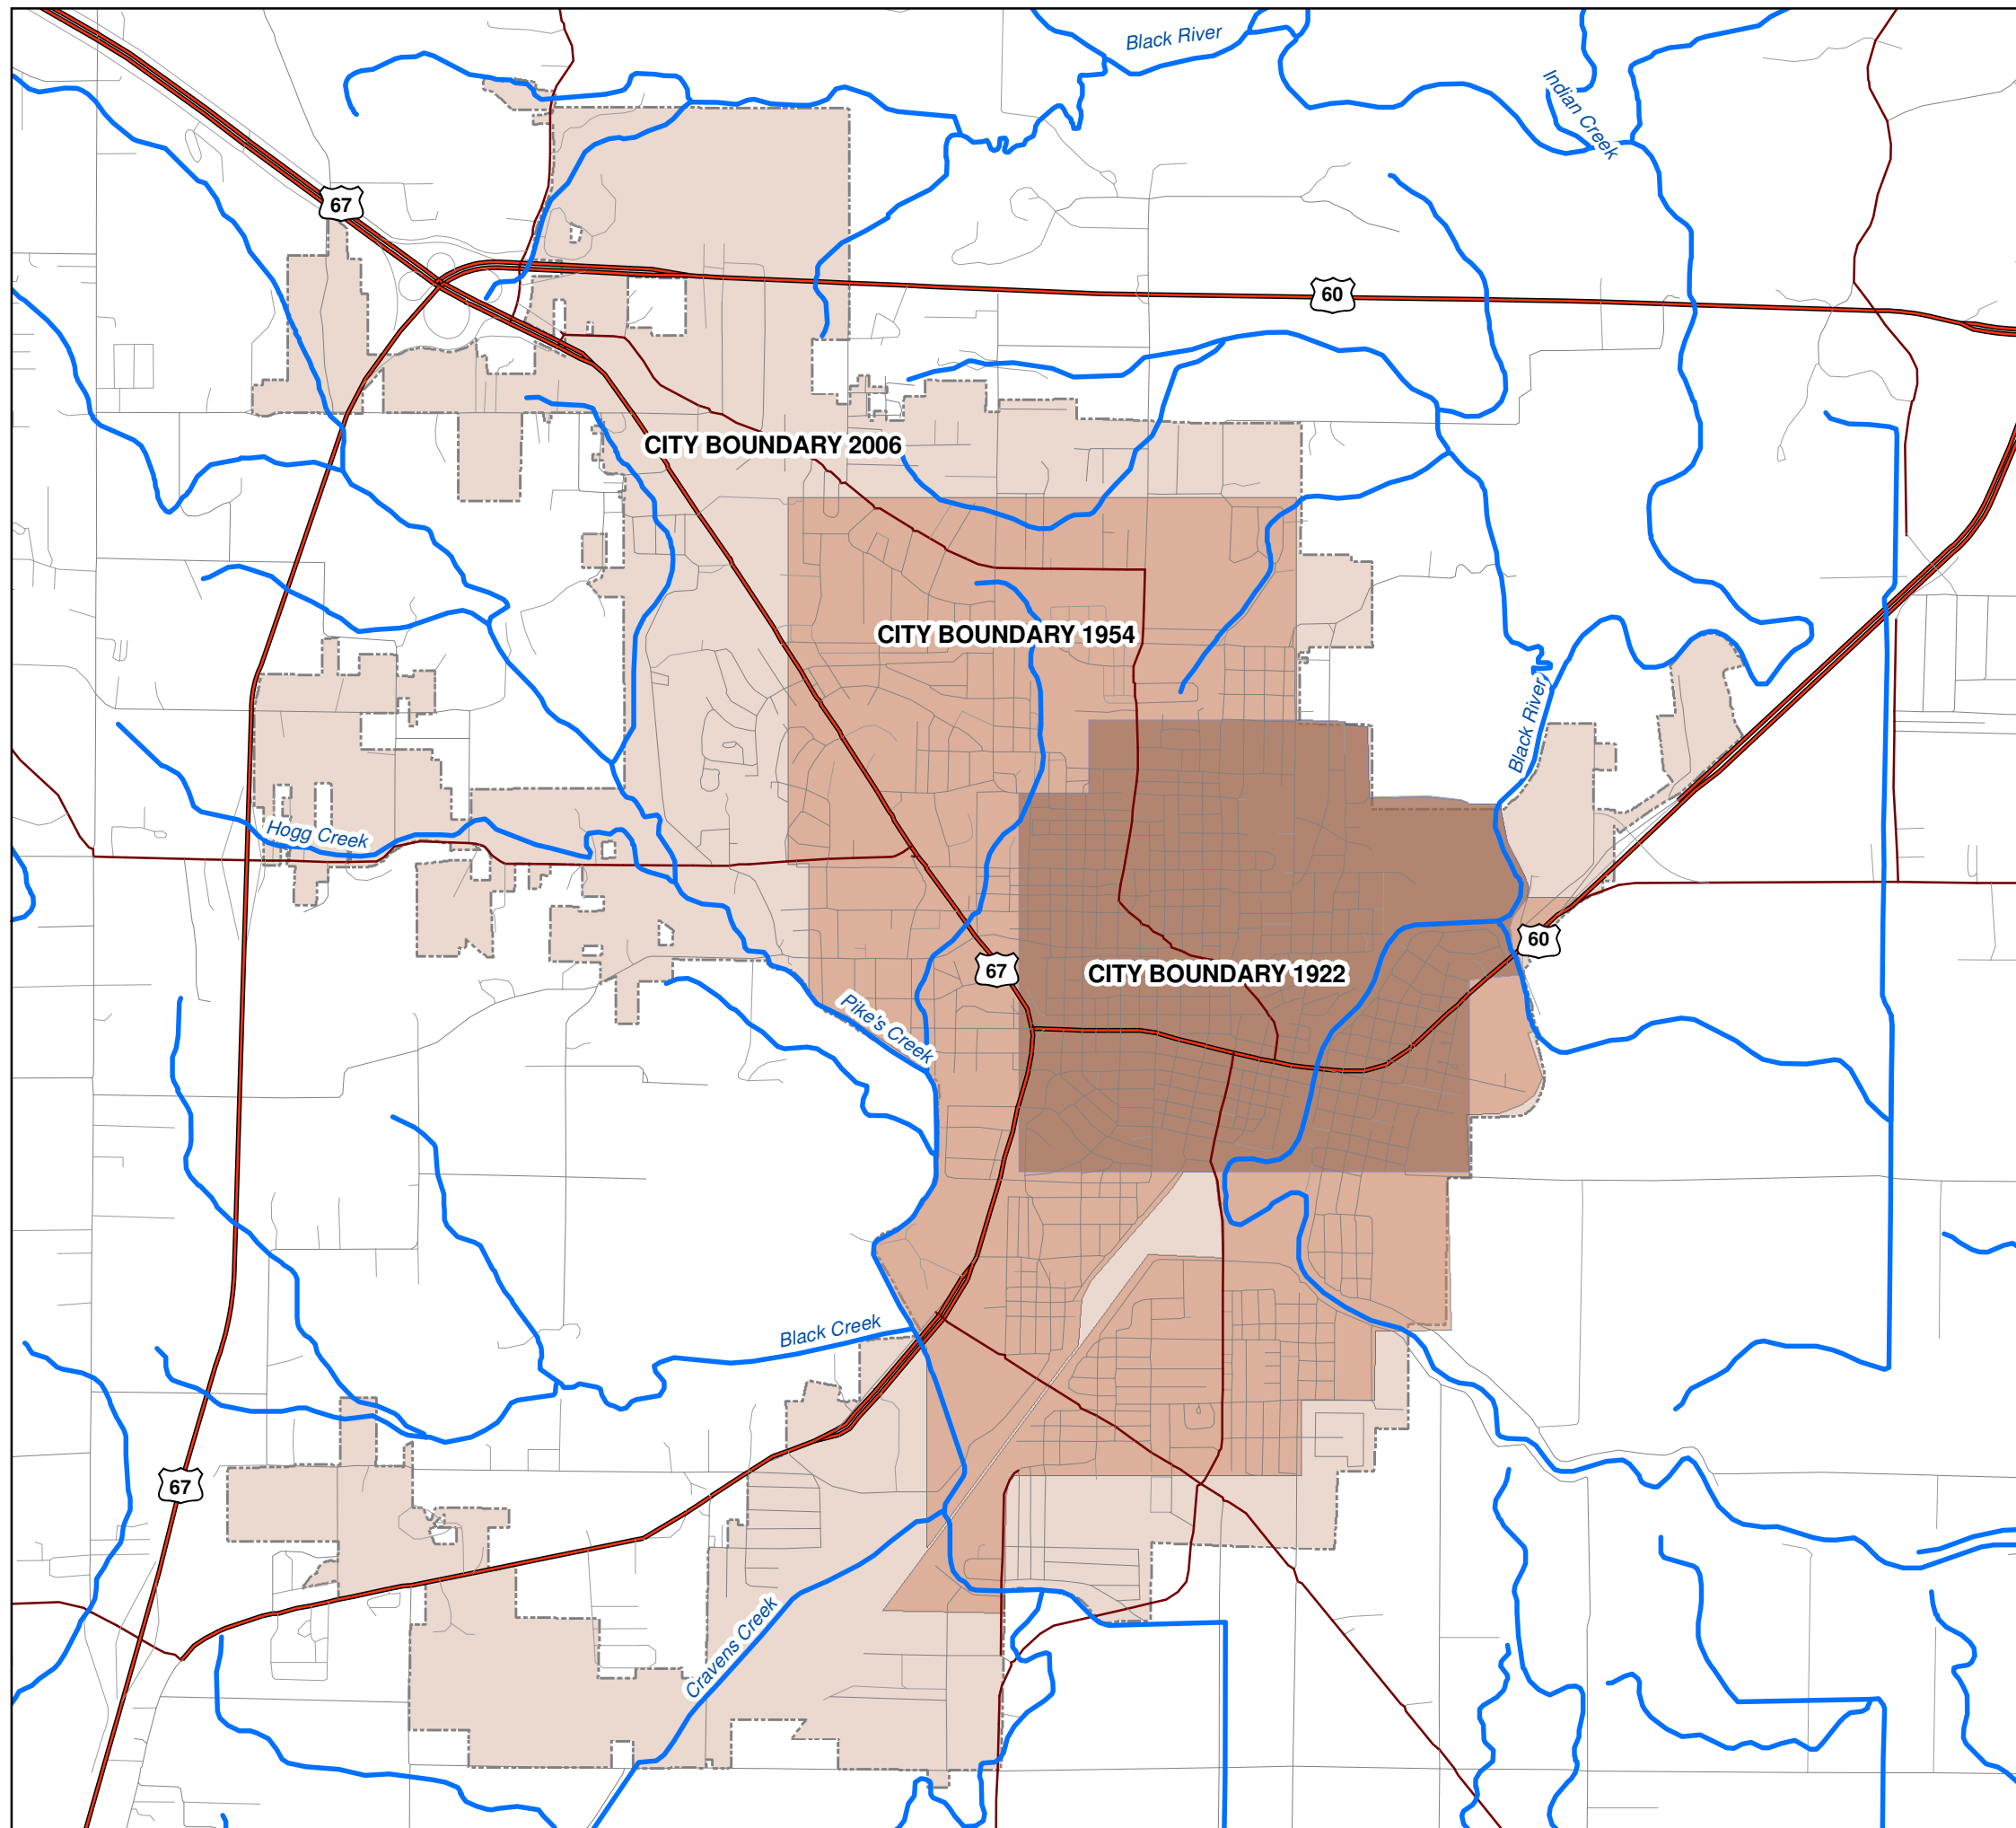 Black River
Indian Creek
67
60
CITY BOUNDARY 2006
CITY BOUNDARY 1954
Black River
Hogg Creek
60
67
CITY BOUNDARY 1922
Pike's Creek
Black Creek
67
Cravens Creek